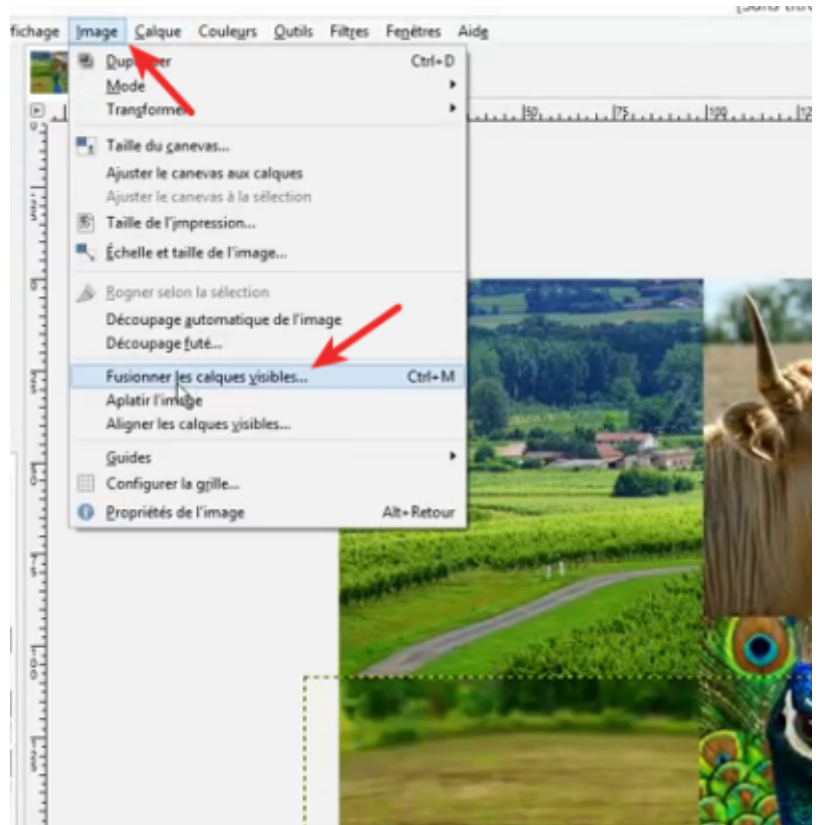 Image Calque Couleurs Outils Filtres Fenêtres Aide
Ctrl+D
Mode
Transformer
Taille du canevas...
Ajuster le canevas aux calques
Ajuster le canevas à la sélection
Taille de l'impression...
Échelle et taille de l'image...
Rogner selon la sélection
Découpage automatique de l'image
Découpage futé...
Fusionner les calques visibles... Ctrl+M
Aplatir l'image
Aligner les calques visibles...
Guides
Configurer la grille...
Propriétés de l'image Alt+Retour